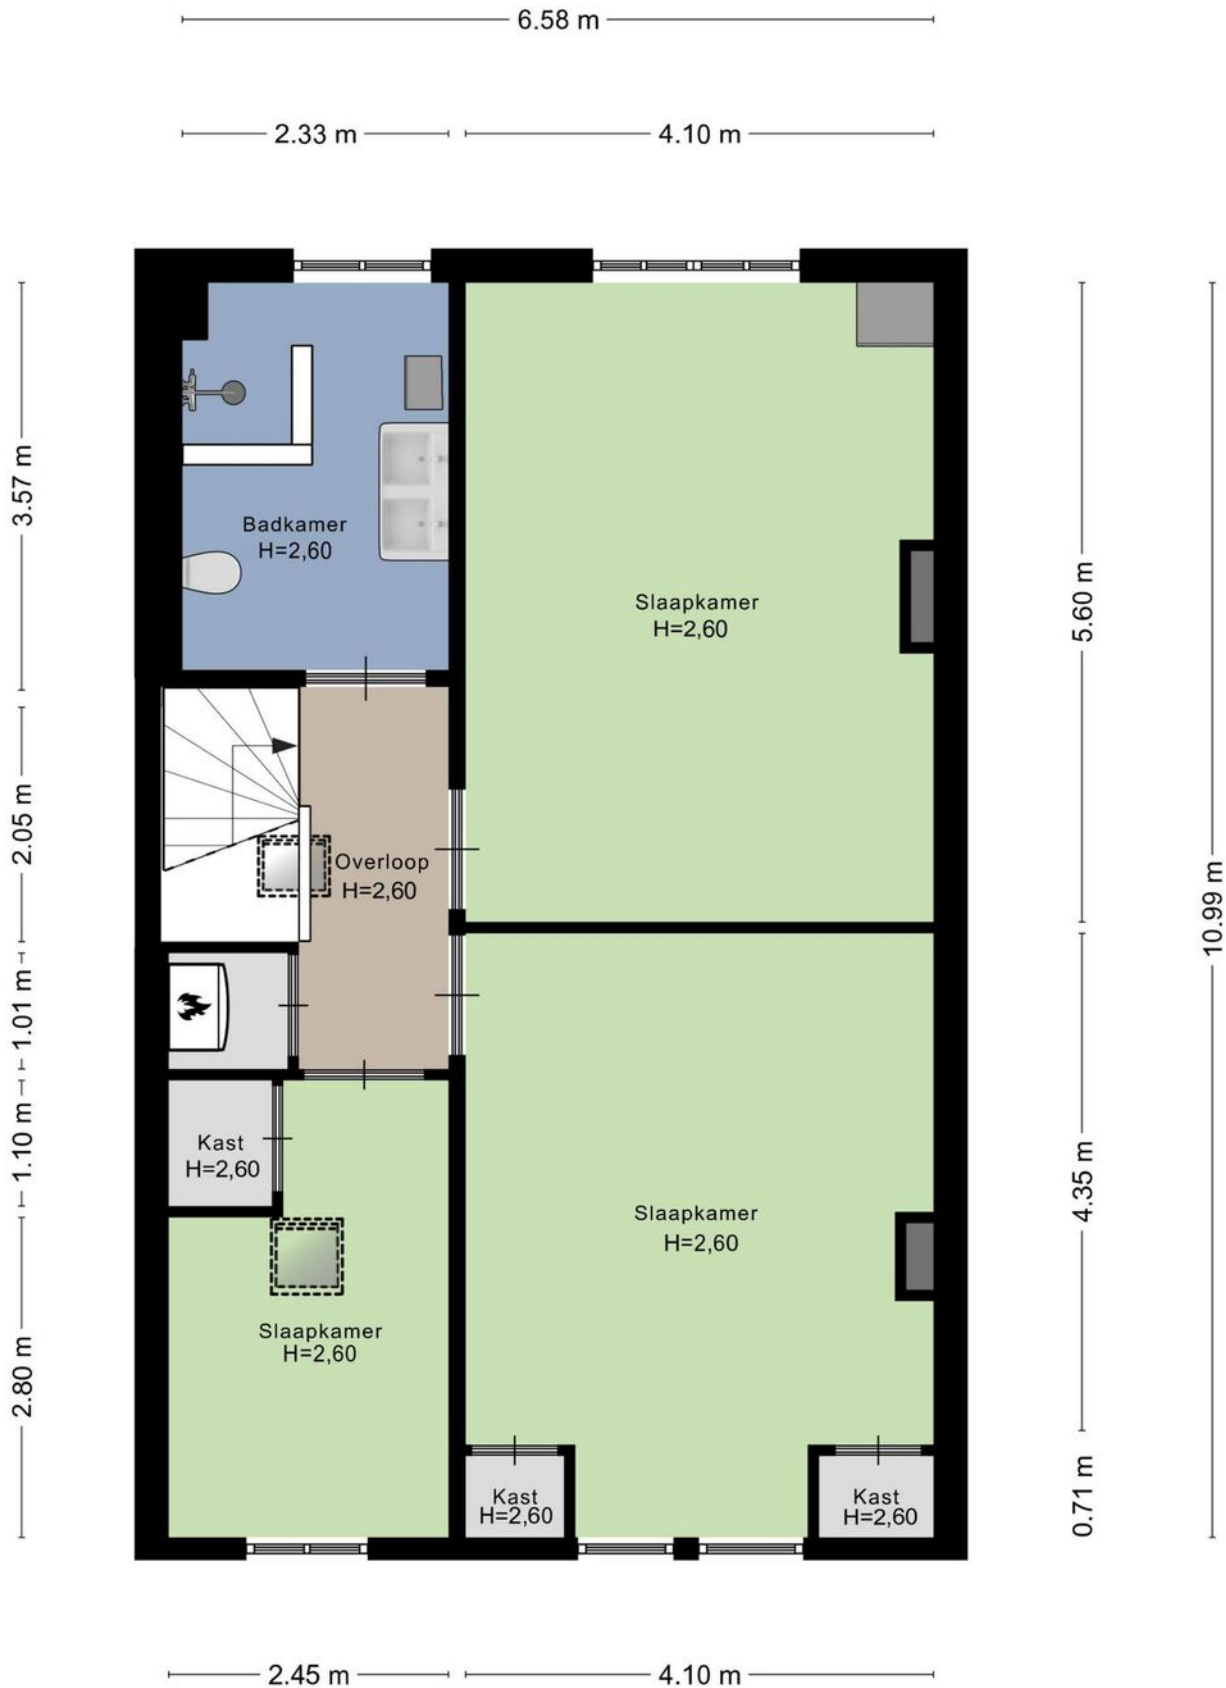 6.58 m
2.33 m
4.10 m
3.57 m
2.05 m
1.01 m
1.10 m
2.80 m
Badkamer
H=2,60
Slaapkamer
H=2,60
Overloop
H=2,60
Kast
H=2,60
Slaapkamer
H=2,60
Slaapkamer
H=2,60
Kast
H=2,60
Kast
H=2,60
5.60 m
4.35 m
0.71 m
10.99 m
2.45 m
4.10 m